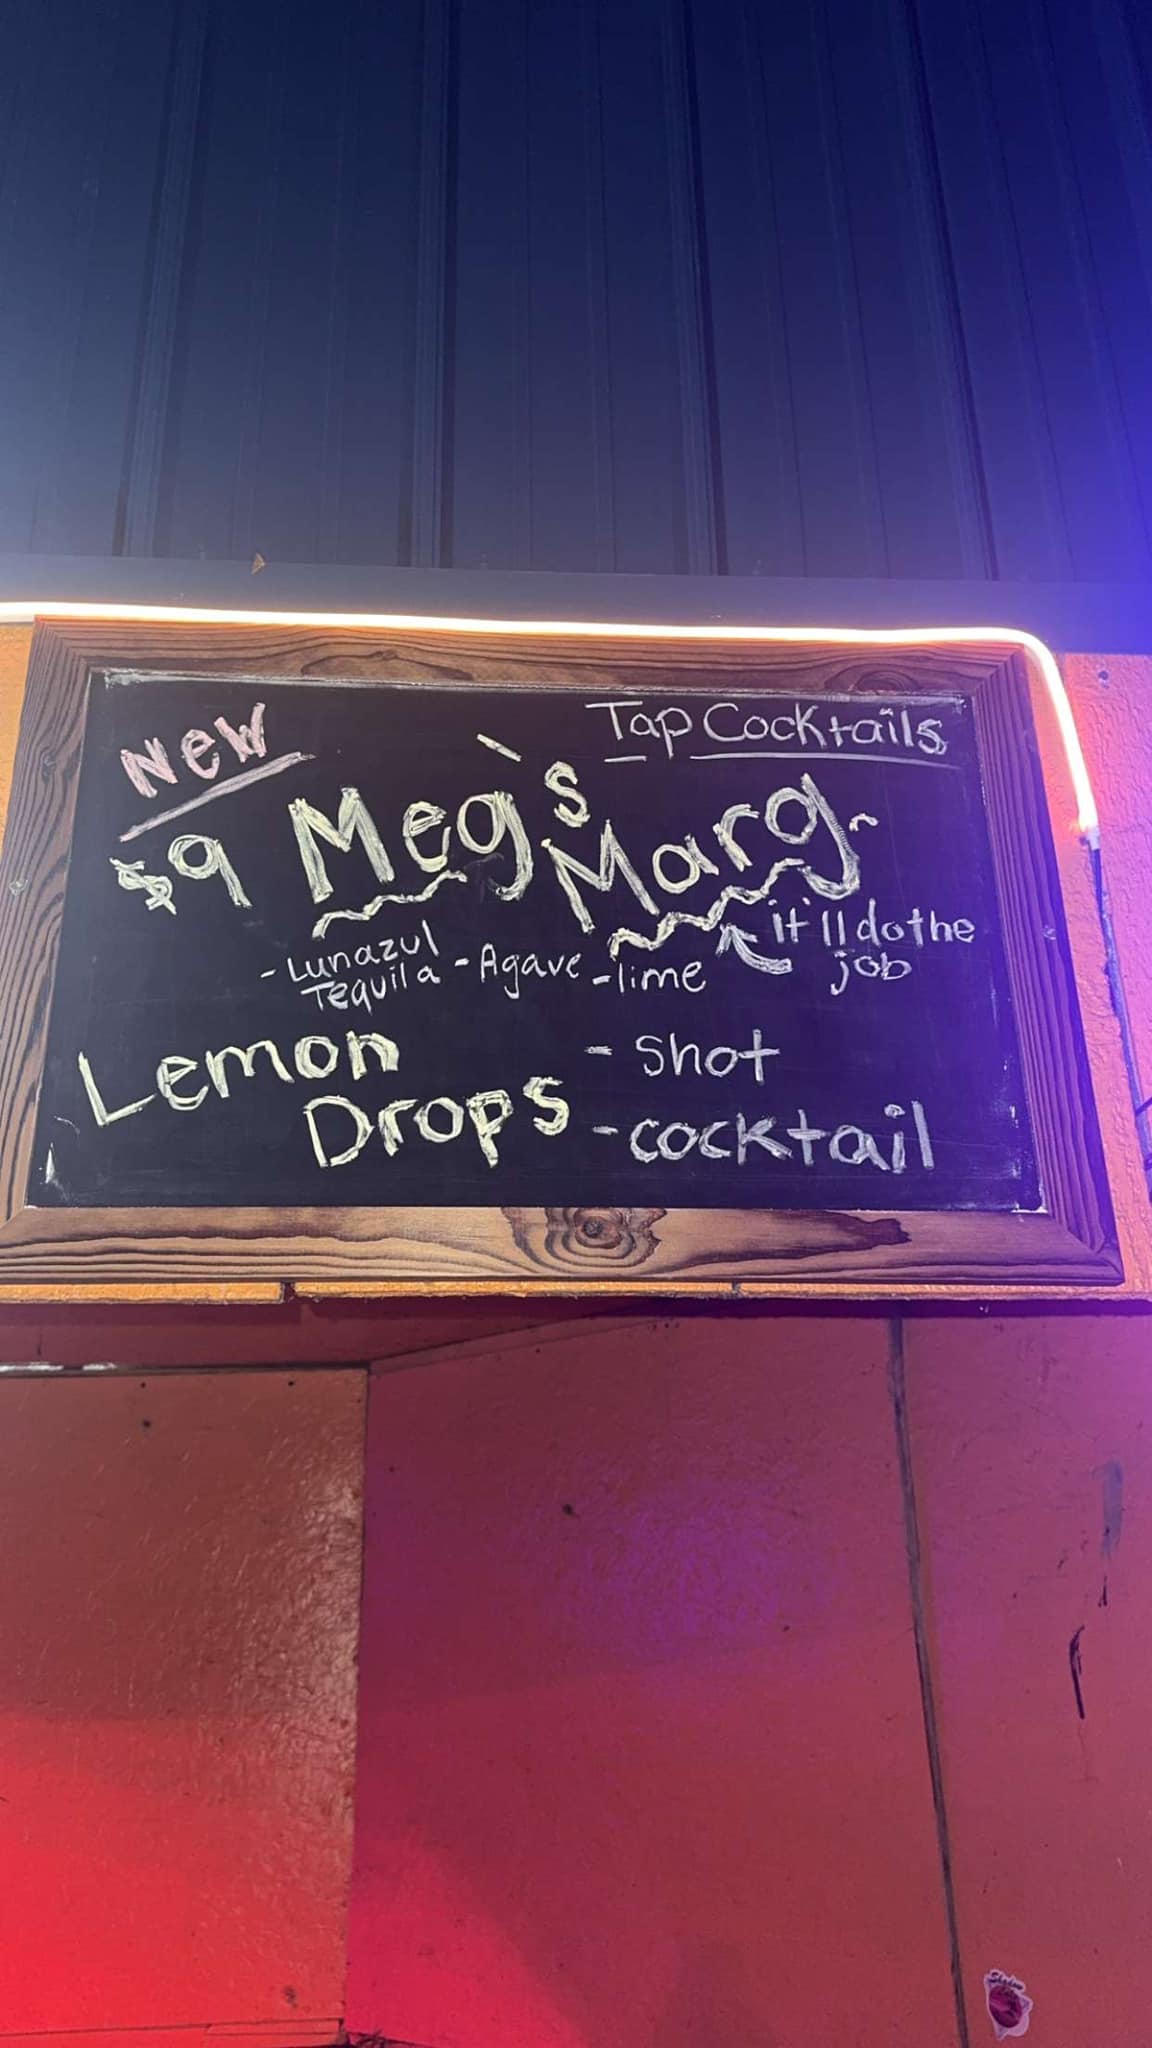 New
Tap Cocktails
$9 Meg's
Marg
it'll do the
job
- Lunazul
Tequila
- Agave
- lime
Lemon
Drops
- shot
- cocktail